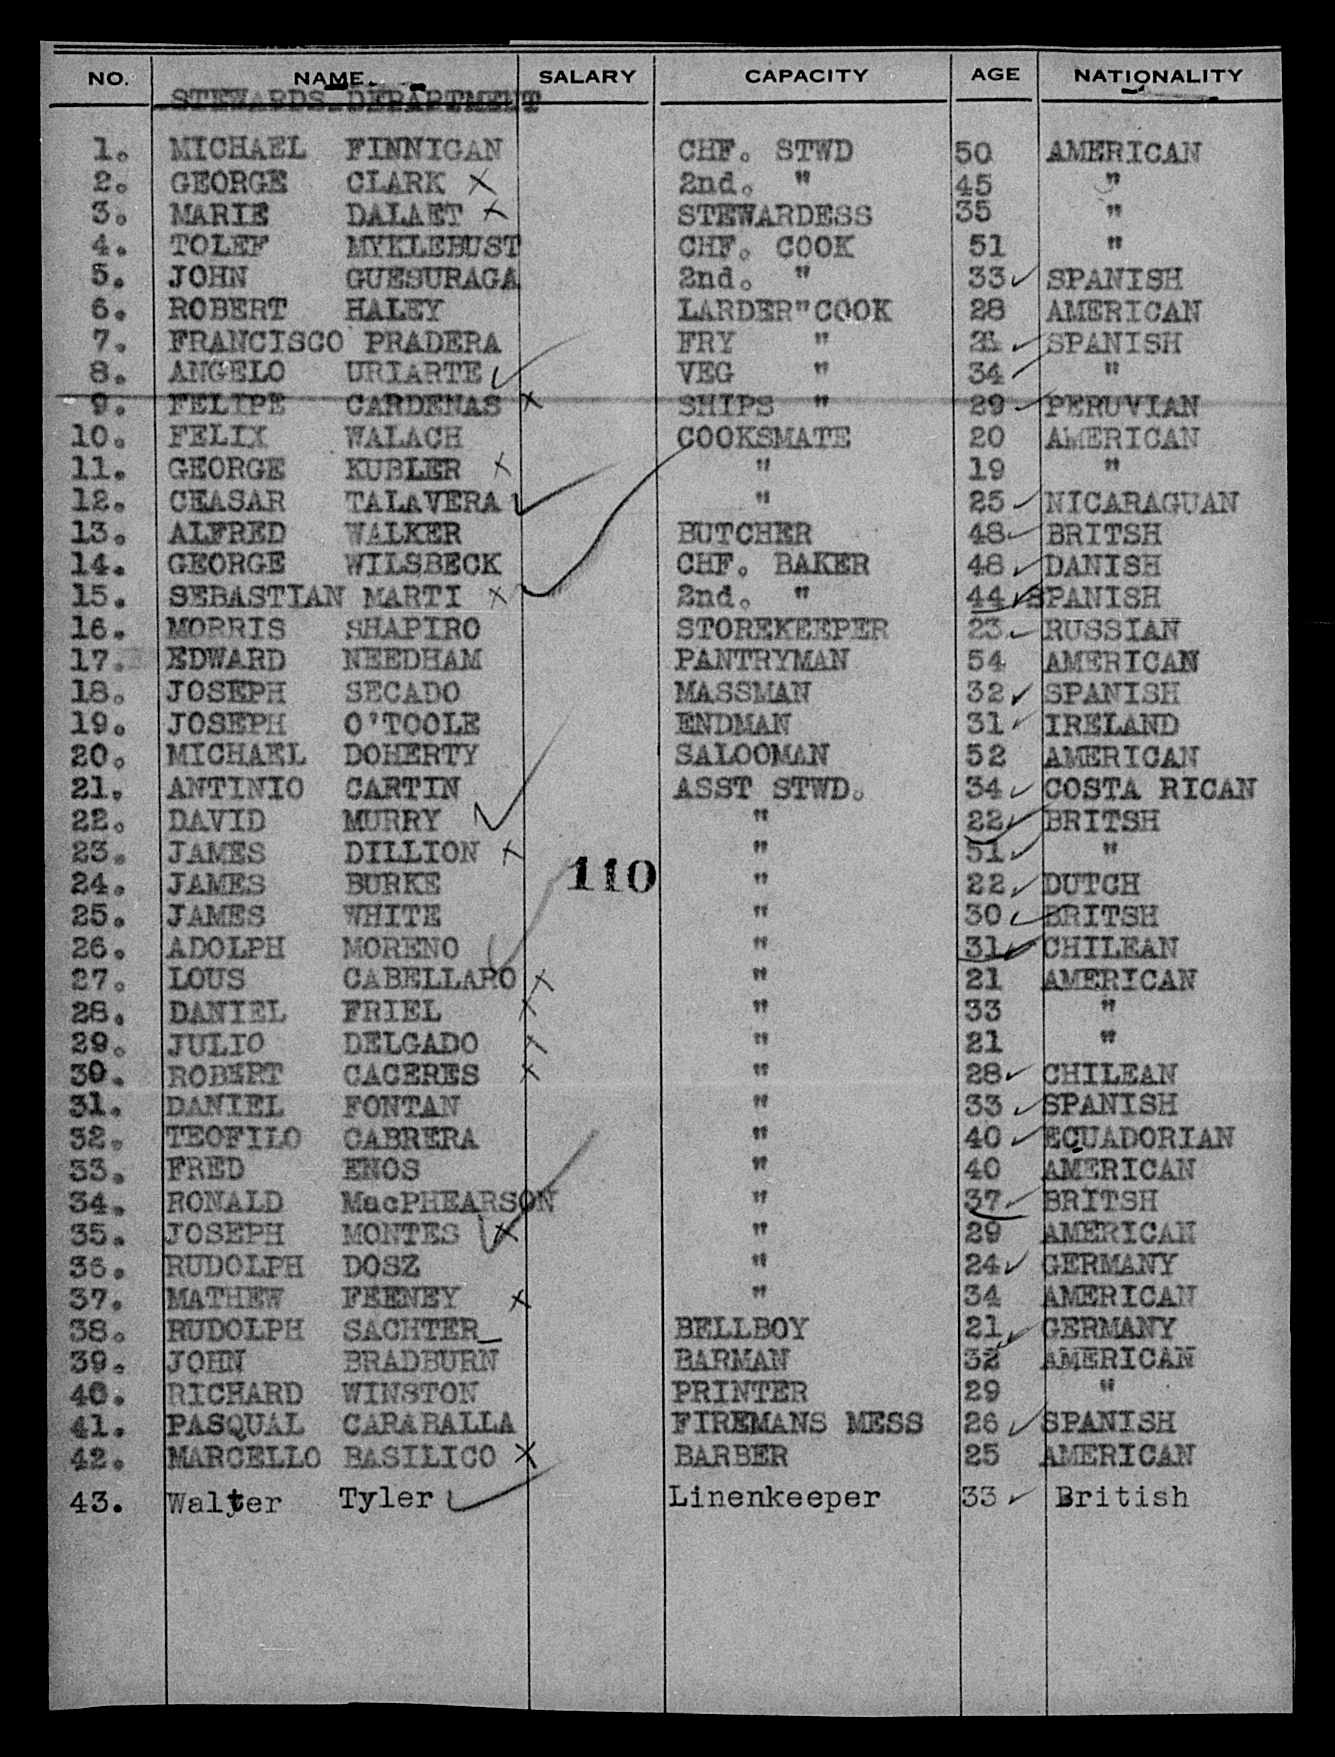 NO. NAME SALARY CAPACITY AGE NATIONALITY
STEWARDS DEPARTMENT
1. MICHAEL FINNIGAN CHF. STWD 50 AMERICAN
2. GEORGE CLARK X 2nd. " 45 "
3. MARIE DALAET X STEWARDESS 35 "
4. TOLEF MYKLEBUST CHF. COOK 51 "
5. JOHN GUESURAGA 2nd. " 33 ✓ SPANISH
6. ROBERT HALEY LARDER"COOK 28 AMERICAN
7. FRANCISCO PRADERA FRY " ✓ SPANISH
8. ANGELO URIARTE ✓ VEG " 34 ✓ "
9. FELIPE CARDENAS X SHIPS " 29 ✓ PERUVIAN
10. FELIX WALACH COOKSMATE 20 AMERICAN
11. GEORGE KUBLER X " 19 "
12. CEASAR TALAVERA ✓ " 25 ✓ NICARAGUAN
13. ALFRED WALKER BUTCHER 48 ✓ BRITSH
14. GEORGE WILSBECK CHF. BAKER 48 ✓ DANISH
15. SEBASTIAN MARTI X ✓ 2nd. " 44 ✓ SPANISH
16. MORRIS SHAPIRO STOREKEEPER 23 ✓ RUSSIAN
17. EDWARD NEEDHAM PANTRYMAN 54 AMERICAN
18. JOSEPH SECADO MASSMAN 32 ✓ SPANISH
19. JOSEPH O'TOOLE ENDMAN 31 ✓ IRELAND
20. MICHAEL DOHERTY SALOOMAN 52 AMERICAN
21. ANTINIO CARTIN ASST STWD. 34 ✓ COSTA RICAN
22. DAVID MURRY ✓ " 22 ✓ BRITSH
23. JAMES DILLION X " 51 ✓ "
24. JAMES BURKE 110 " 22 ✓ DUTCH
25. JAMES WHITE " 30 ✓ BRITSH
26. ADOLPH MORENO ✓ " 31 ✓ CHILEAN
27. LOUS CABELLARO X " 21 AMERICAN
28. DANIEL FRIEL X " 33 "
29. JULIO DELGADO X " 21 "
30. ROBERT CACERES X " 28 ✓ CHILEAN
31. DANIEL FONTAN " 33 ✓ SPANISH
32. TEOFILO CABRERA " 40 ✓ ECUADORIAN
33. FRED ENOS " 40 AMERICAN
34. RONALD MacPHEARSON " 37 ✓ BRITSH
35. JOSEPH MONTES ✓ X " 29 AMERICAN
36. RUDOLPH DOSZ " 24 ✓ GERMANY
37. MATHEW FEENEY X " 34 AMERICAN
38. RUDOLPH SACHTER_ BELLBOY 21 ✓ GERMANY
39. JOHN BRADBURN BARMAN 32 AMERICAN
40. RICHARD WINSTON PRINTER 29 "
41. PASQUAL CARABALLA FIREMANS MESS 26 ✓ SPANISH
42. MARCELLO BASILICO X BARBER 25 AMERICAN
43. Walter Tyler ✓ Linenkeeper 33 ✓ British